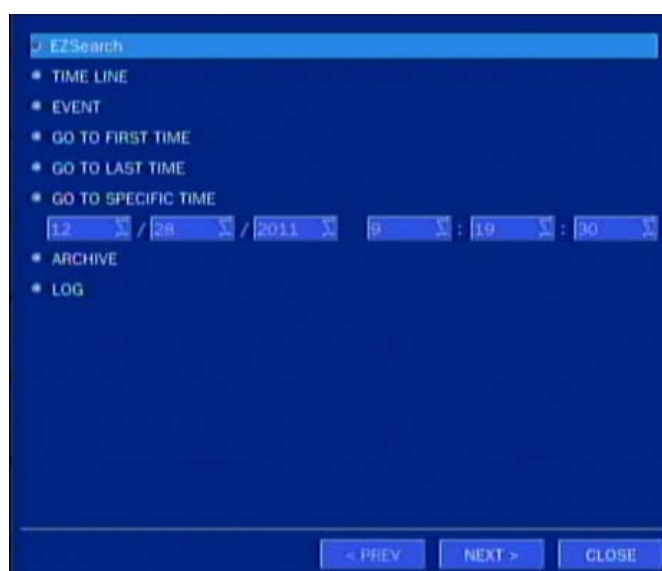 EZSearch
TIME LINE
EVENT
GO TO FIRST TIME
GO TO LAST TIME
GO TO SPECIFIC TIME
12 / 28 / 2011 9 : 19 : 30
ARCHIVE
LOG
< PREV NEXT > CLOSE